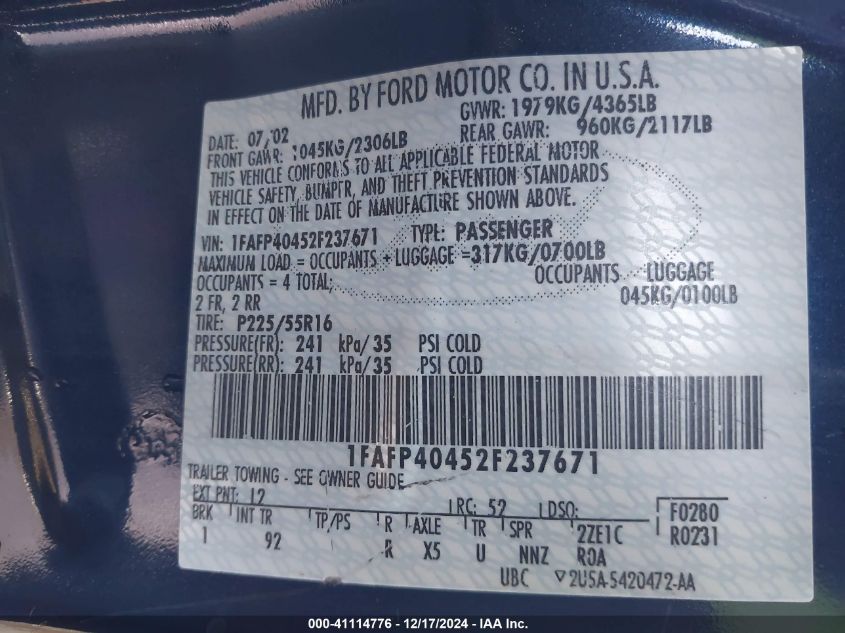 MFD. BY FORD MOTOR CO. IN U.S.A.
DATE: 07/02 GVWR: 1979KG/4365LB
FRONT GAWR: 1045KG/2306LB REAR GAWR: 960KG/2117LB
THIS VEHICLE CONFORMS TO ALL APPLICABLE FEDERAL MOTOR
VEHICLE SAFETY, BUMPER, AND THEFT PREVENTION STANDARDS
IN EFFECT ON THE DATE OF MANUFACTURE SHOWN ABOVE.
VIN: 1FAFP40452F237671 TYPE: PASSENGER
MAXIMUM LOAD = OCCUPANTS + LUGGAGE =317KG/0700LB
OCCUPANTS = 4 TOTAL; OCCUPANTS LUGGAGE
2 FR, 2 RR 045KG/0100LB
TIRE: P225/55R16
PRESSURE(FR): 241 kPa/35 PSI COLD
PRESSURE(RR): 241 kPa/35 PSI COLD
1FAFP40452F237671
TRAILER TOWING - SEE OWNER GUIDE
EXT PNT: 12 RC: 52 DSO: F0280
BRK INT TR TP/PS R AXLE TR SPR 2ZE1C R0231
1 92 R X5 U NNZ ROA
UBC 2U5A-5420472-AA
000-41114776 - 12/17/2024 - IAA Inc.